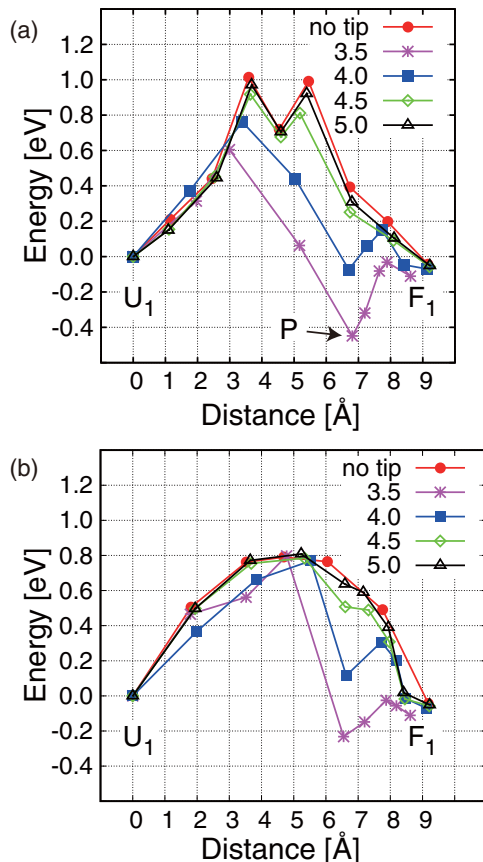 (a)
no tip
3.5
4.0
4.5
5.0
1.2
1.0
0.8
0.6
0.4
0.2
0.0
-0.2
-0.4
Energy [eV]
U1
P
F1
0 1 2 3 4 5 6 7 8 9
Distance [Å]
(b)
no tip
3.5
4.0
4.5
5.0
1.2
1.0
0.8
0.6
0.4
0.2
0.0
-0.2
-0.4
Energy [eV]
U1
F1
0 1 2 3 4 5 6 7 8 9
Distance [Å]